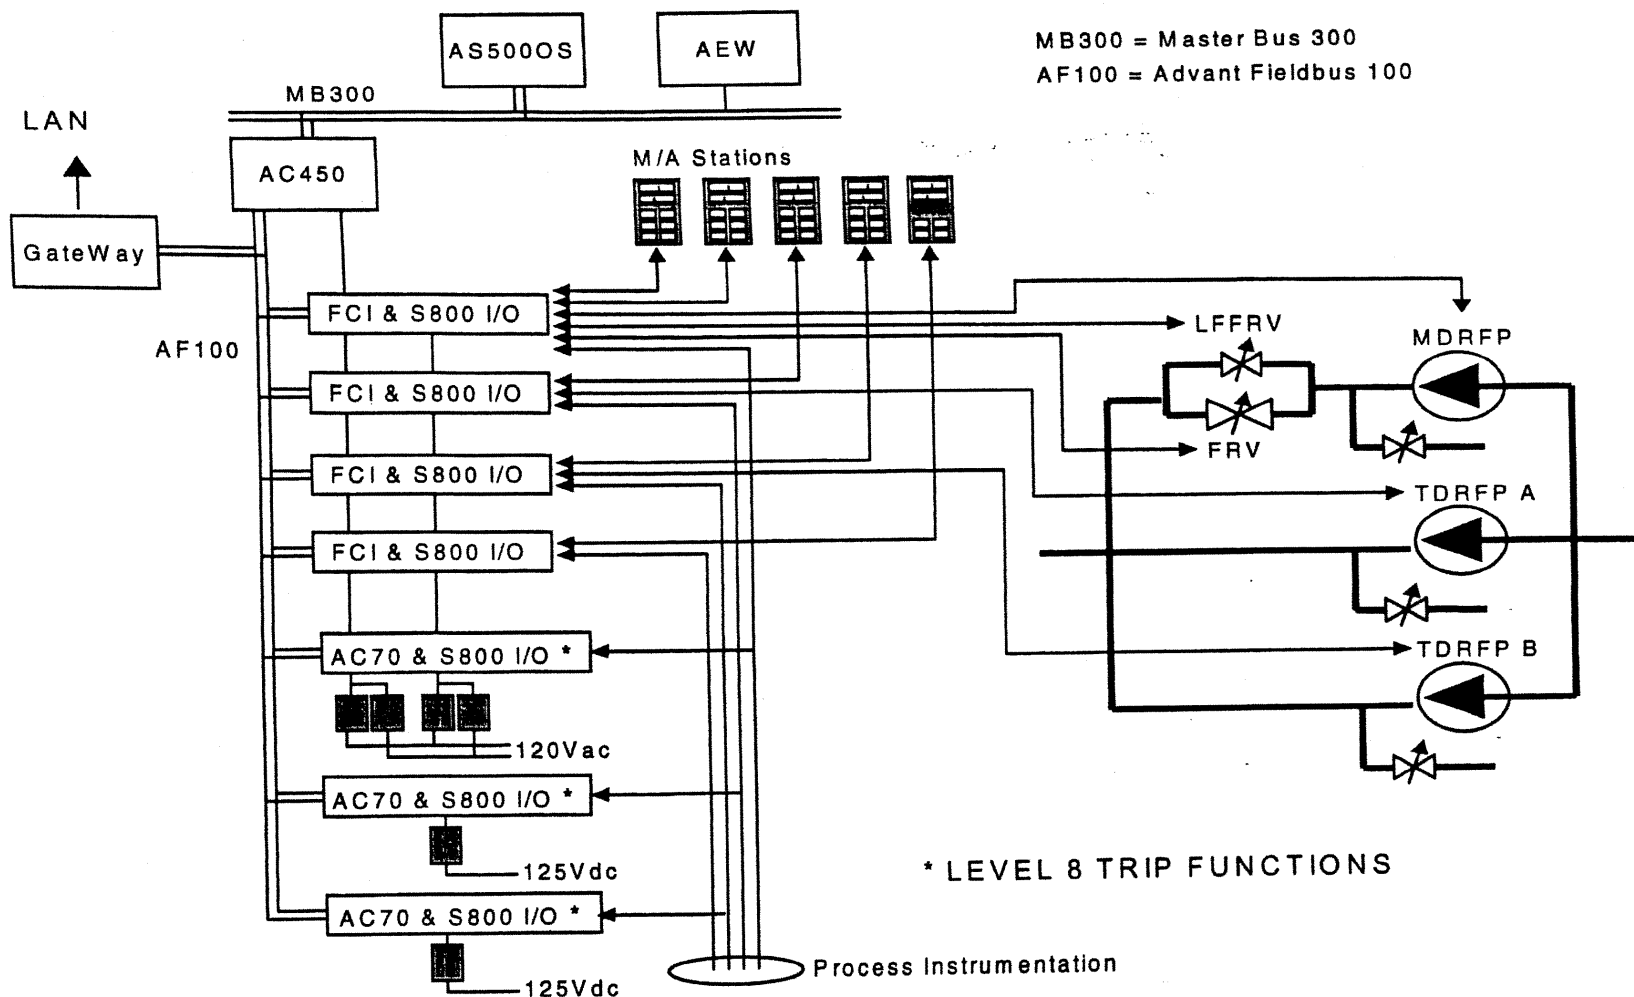 AS500OS
AEW
MB300 = Master Bus 300
AF100 = Advant Fieldbus 100
MB300
LAN
AC450
M/A Stations
GateWay
FCI & S800 I/O
LFFRV
MDRFP
AF100
FCI & S800 I/O
FRV
FCI & S800 I/O
TDRFP A
FCI & S800 I/O
AC70 & S800 I/O *
TDRFP B
120Vac
AC70 & S800 I/O *
125Vdc
* LEVEL 8 TRIP FUNCTIONS
AC70 & S800 I/O *
Process Instrumentation
125Vdc